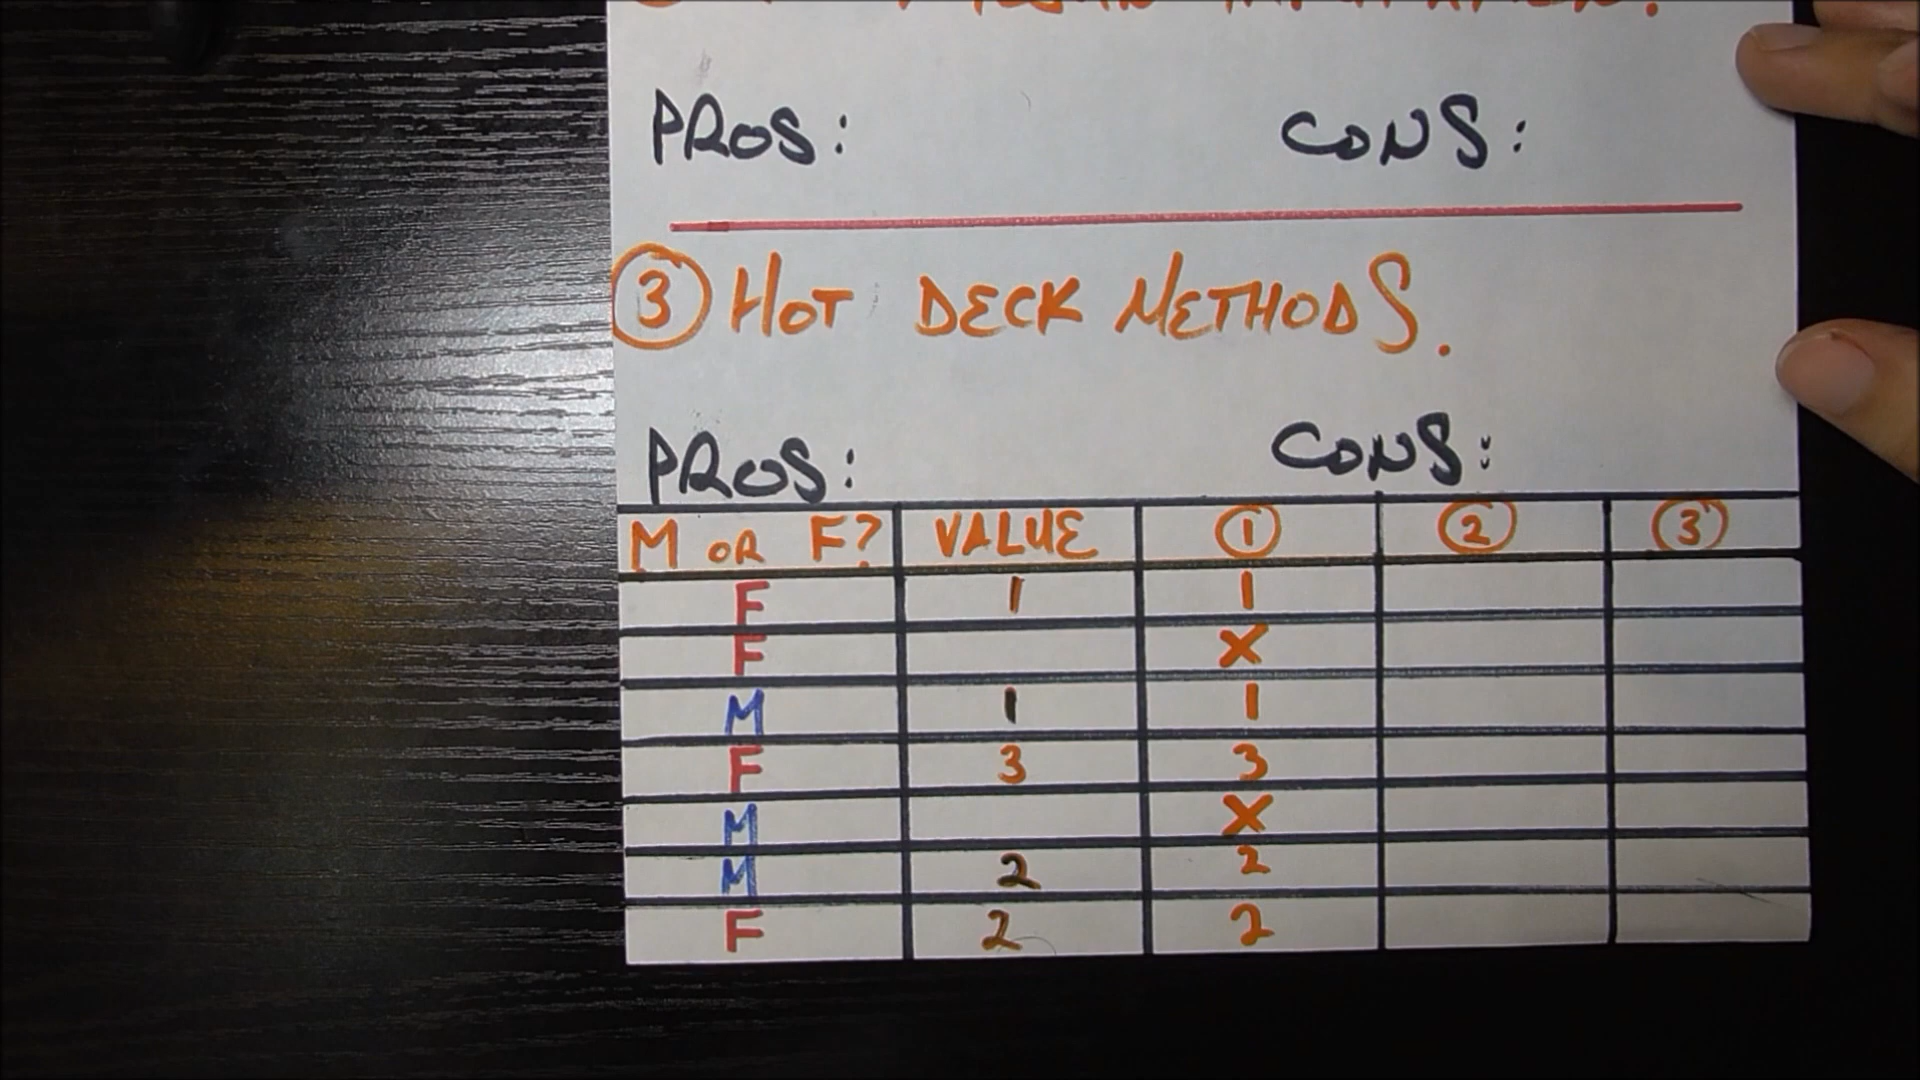 PROS: CONS:
③ HOT DECK METHODS.
PROS: CONS:
M OR F? VALUE ① ② ③
F 1 1
F X
M 1 1
F 3 3
M X
M 2 2
F 2 2